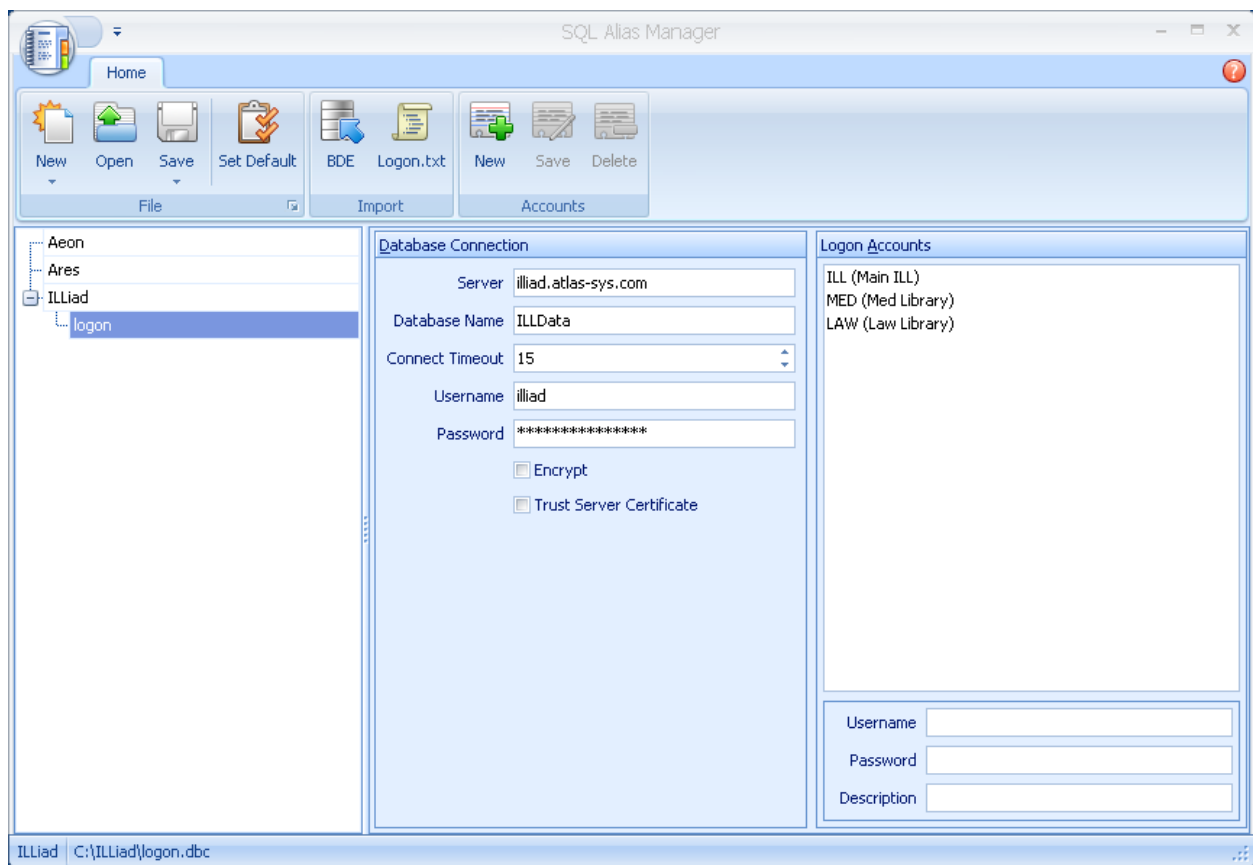 SQL Alias Manager
Home
New
Open
Save
Set Default
BDE
Logon.txt
New
Save
Delete
File
Import
Accounts
Aeon
Ares
ILLiad
logon
Database Connection
Server illiad.atlas-sys.com
Database Name ILLData
Connect Timeout 15
Username illiad
Password ***************
Encrypt
Trust Server Certificate
Logon Accounts
ILL (Main ILL)
MED (Med Library)
LAW (Law Library)
Username
Password
Description
ILLiad C:\ILLiad\logon.dbc